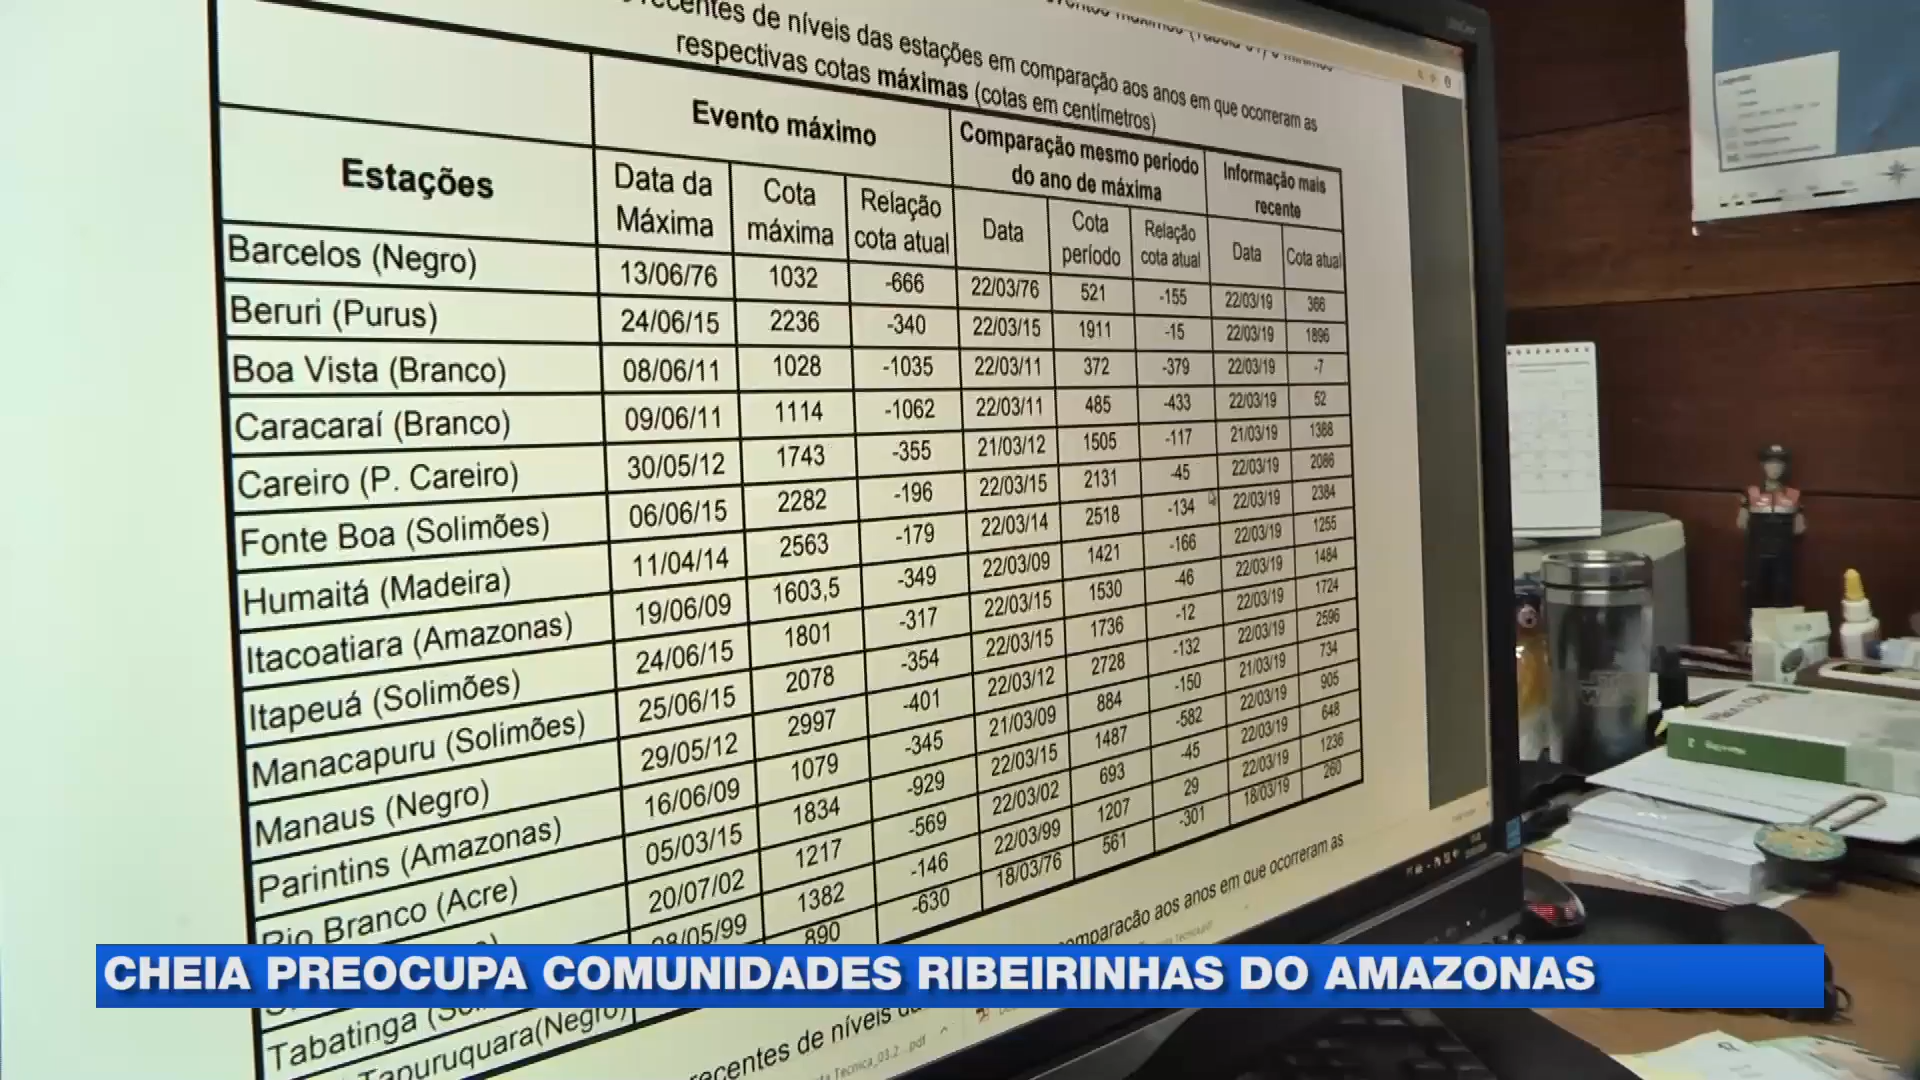 recentes de níveis das estações em comparação aos anos em que ocorreram as
respectivas cotas máximas (cotas em centímetros)
Estações Evento máximo Comparação mesmo período do ano de máxima Informação mais recente
Data da Máxima Cota máxima Relação cota atual Data Cota período Relação cota atual Data Cota atual
Barcelos (Negro) 13/06/76 1032 -666 22/03/76 521 -155 22/03/19 366
Beruri (Purus) 24/06/15 2236 -340 22/03/15 1911 -15 22/03/19 1896
Boa Vista (Branco) 08/06/11 1028 -1035 22/03/11 372 -379 22/03/19 -7
Caracaraí (Branco) 09/06/11 1114 -1062 22/03/11 485 -433 22/03/19 52
Careiro (P. Careiro) 30/05/12 1743 -355 21/03/12 1505 -117 21/03/19 1388
Fonte Boa (Solimões) 06/06/15 2282 -196 22/03/15 2131 -45 22/03/19 2086
Humaitá (Madeira) 11/04/14 2563 -179 22/03/14 2518 -134 22/03/19 2384
Itacoatiara (Amazonas) 19/06/09 1603,5 -349 22/03/09 1421 -166 22/03/19 1255
Itapeuá (Solimões) 24/06/15 1801 -317 22/03/15 1530 -46 22/03/19 1484
Manacapuru (Solimões) 25/06/15 2078 -354 22/03/15 1736 -12 22/03/19 1724
Manaus (Negro) 29/05/12 2997 -401 22/03/12 2728 -132 22/03/19 2596
Parintins (Amazonas) 16/06/09 1079 -345 21/03/09 884 -150 21/03/19 734
Rio Branco (Acre) 05/03/15 1834 -929 22/03/15 1487 -582 22/03/19 905
20/07/02 1217 -569 22/03/02 693 -45 22/03/19 648
Tabatinga 28/05/99 1382 -146 22/03/99 1207 29 22/03/19 1236
Tapuruquara(Negro) 890 -630 18/03/76 561 -301 18/03/19 260
comparação aos anos em que ocorreram as
recentes de níveis
CHEIA PREOCUPA COMUNIDADES RIBEIRINHAS DO AMAZONAS